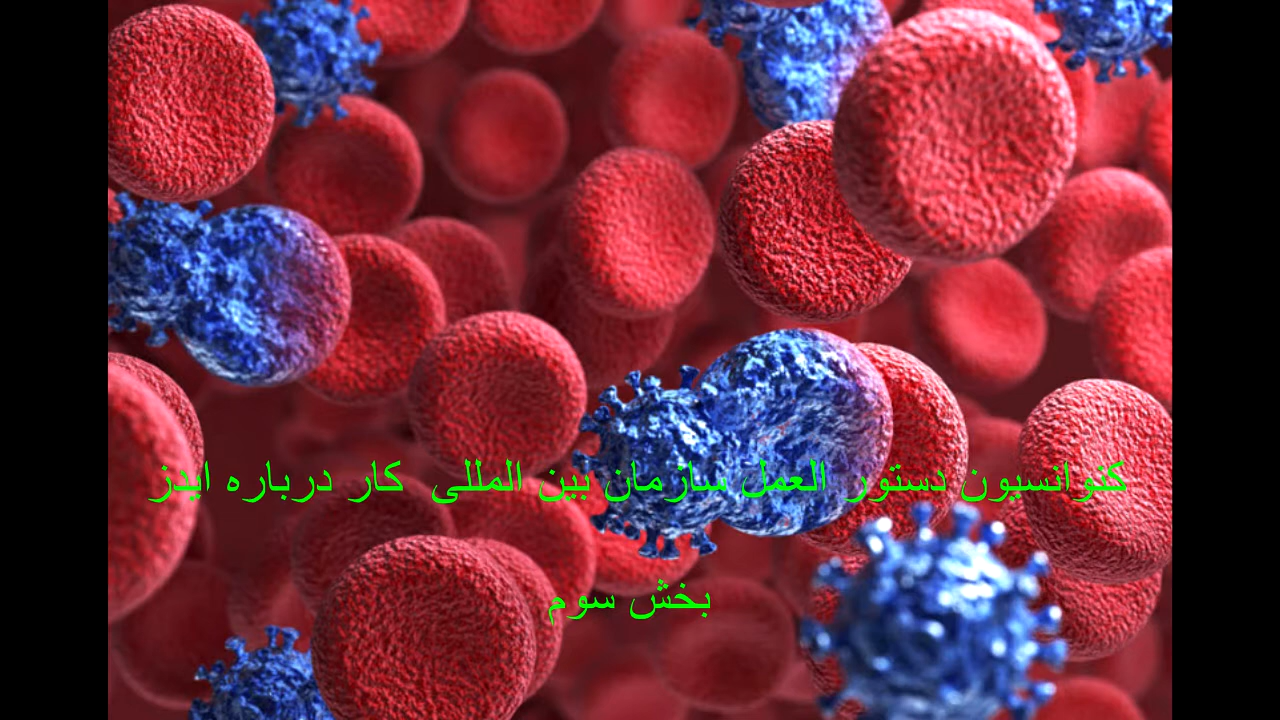 کنوانسیون دستور العمل سازمان بین المللی کار درباره ایدز
بخش سوم